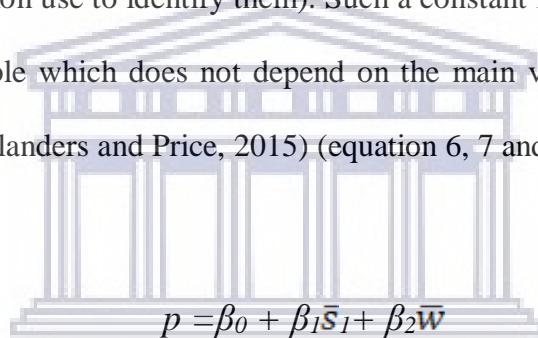 on use to identify them). Such a constant
which does not depend on the main
landers and Price, 2015) (equation 6, 7 and
p =β₀ + β₁s̄₁+ β₂w̄